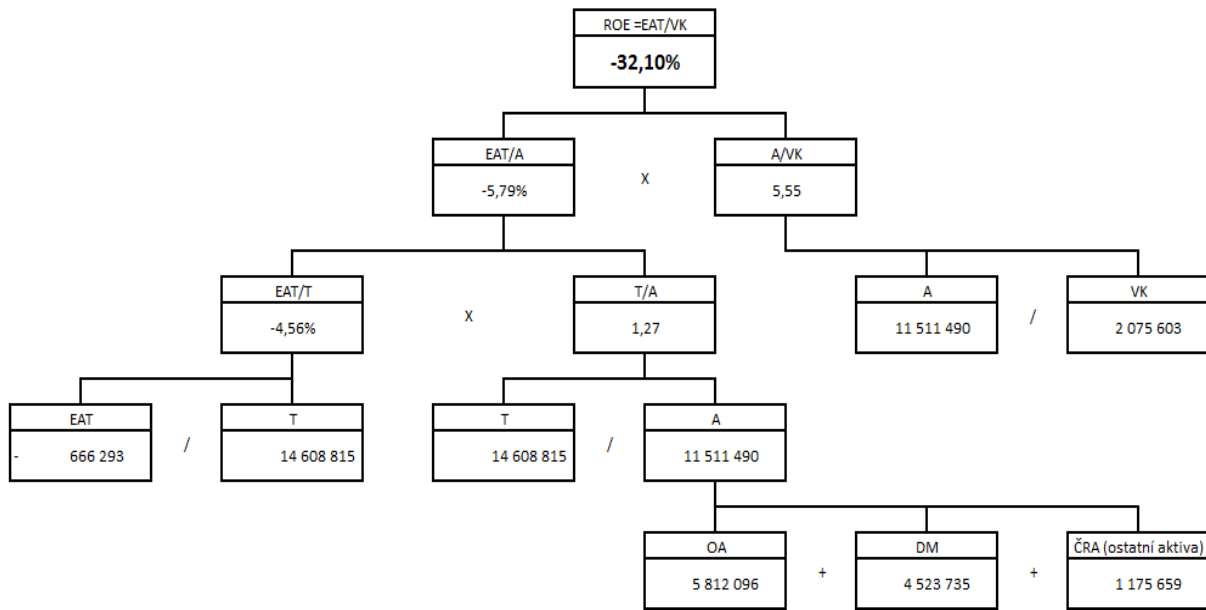 ROE =EAT/VK
-32,10%
EAT/A
X
A/VK
-5,79%
5,55
EAT/T
X
T/A
A
/
VK
-4,56%
1,27
11 511 490
2 075 603
EAT
/
T
T
/
A
- 666 293
14 608 815
14 608 815
11 511 490
OA
+
DM
+
ČRA (ostatní aktiva)
5 812 096
4 523 735
1 175 659